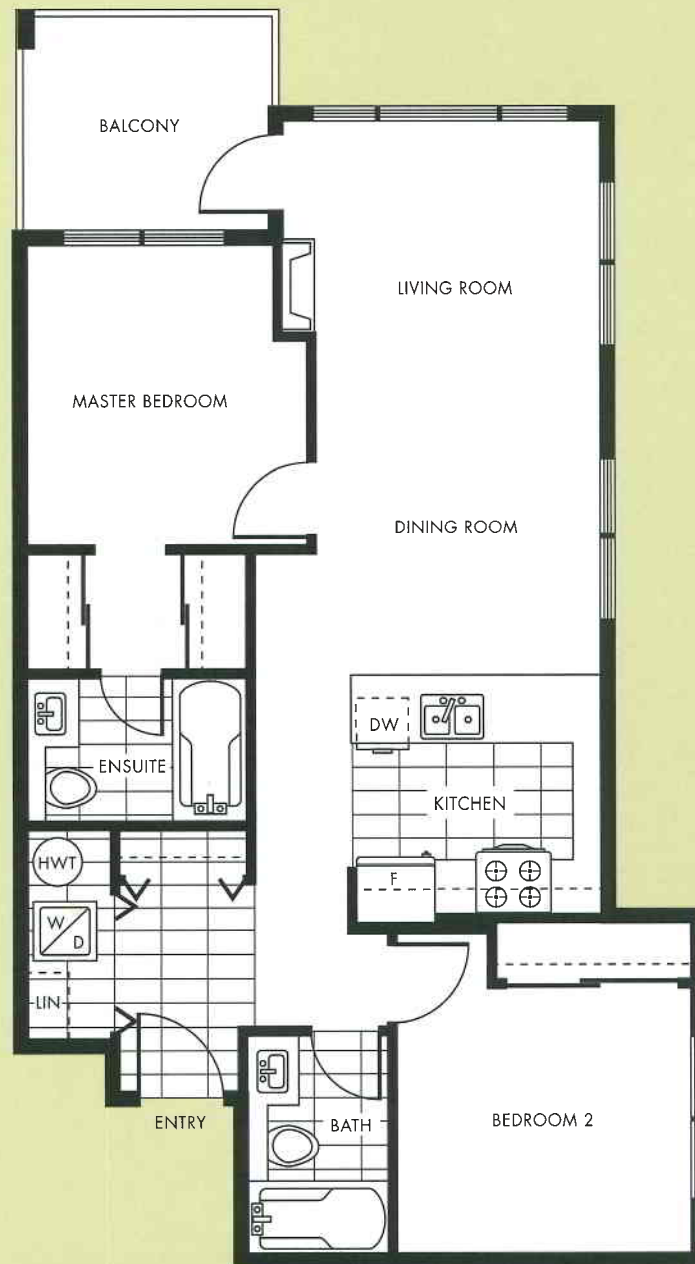 BALCONY
LIVING ROOM
MASTER BEDROOM
DINING ROOM
DW
ENSUITE
KITCHEN
HWT
F
W
D
LIN
ENTRY
BATH
BEDROOM 2